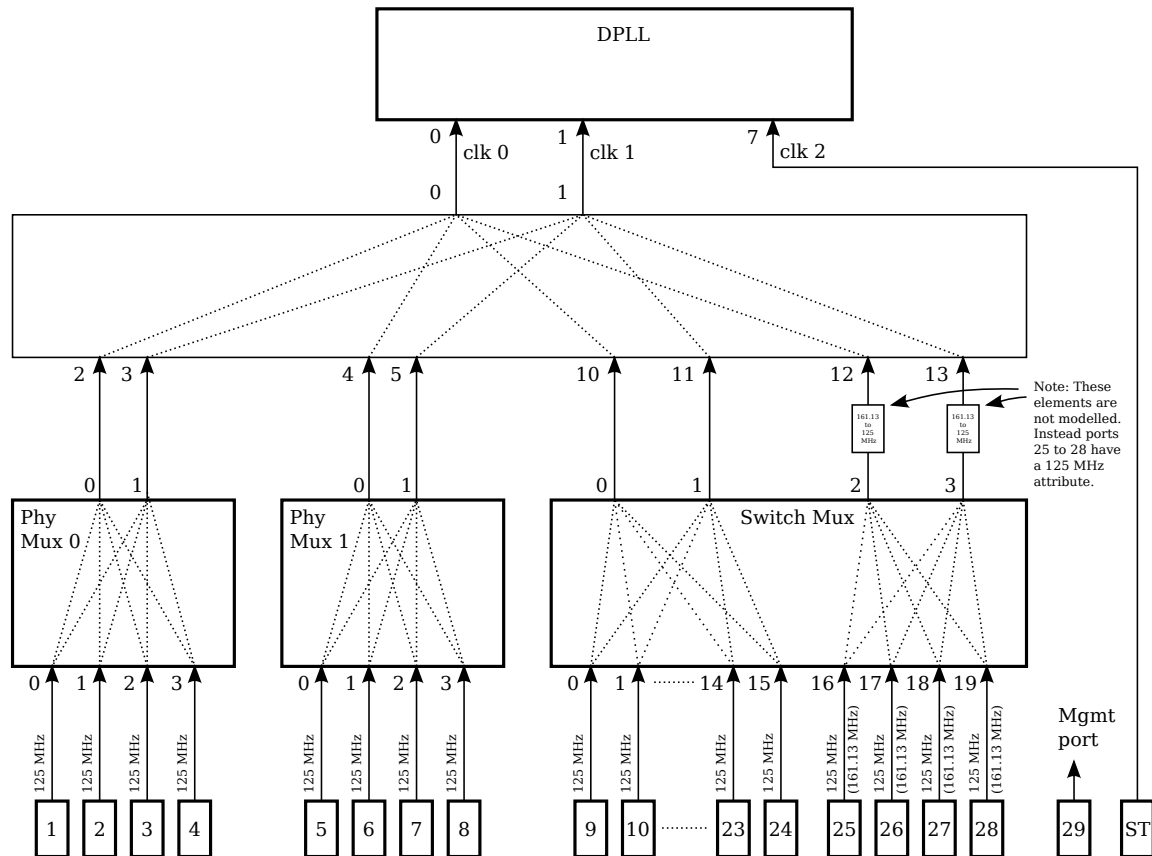 DPLL
0 1 7
clk 0 clk 1 clk 2
0 1
2 3 4 5 10 11 12 13
Note: These
elements are
not modelled.
Instead ports
25 to 28 have
a 125 MHz
attribute.
161.13
to
125
MHz
161.13
to
125
MHz
0 1 0 1 0 1 2 3
Phy
Mux 0
Phy
Mux 1
Switch Mux
0 1 2 3 0 1 2 3 0 1 14 15 16 17 18 19
Mgmt
port
125 MHz
125 MHz
125 MHz
125 MHz
125 MHz
125 MHz
125 MHz
125 MHz
125 MHz
125 MHz
125 MHz
125 MHz
125 MHz
(161.13 MHz)
125 MHz
(161.13 MHz)
125 MHz
(161.13 MHz)
125 MHz
(161.13 MHz)
1 2 3 4 5 6 7 8 9 10 23 24 25 26 27 28 29 ST